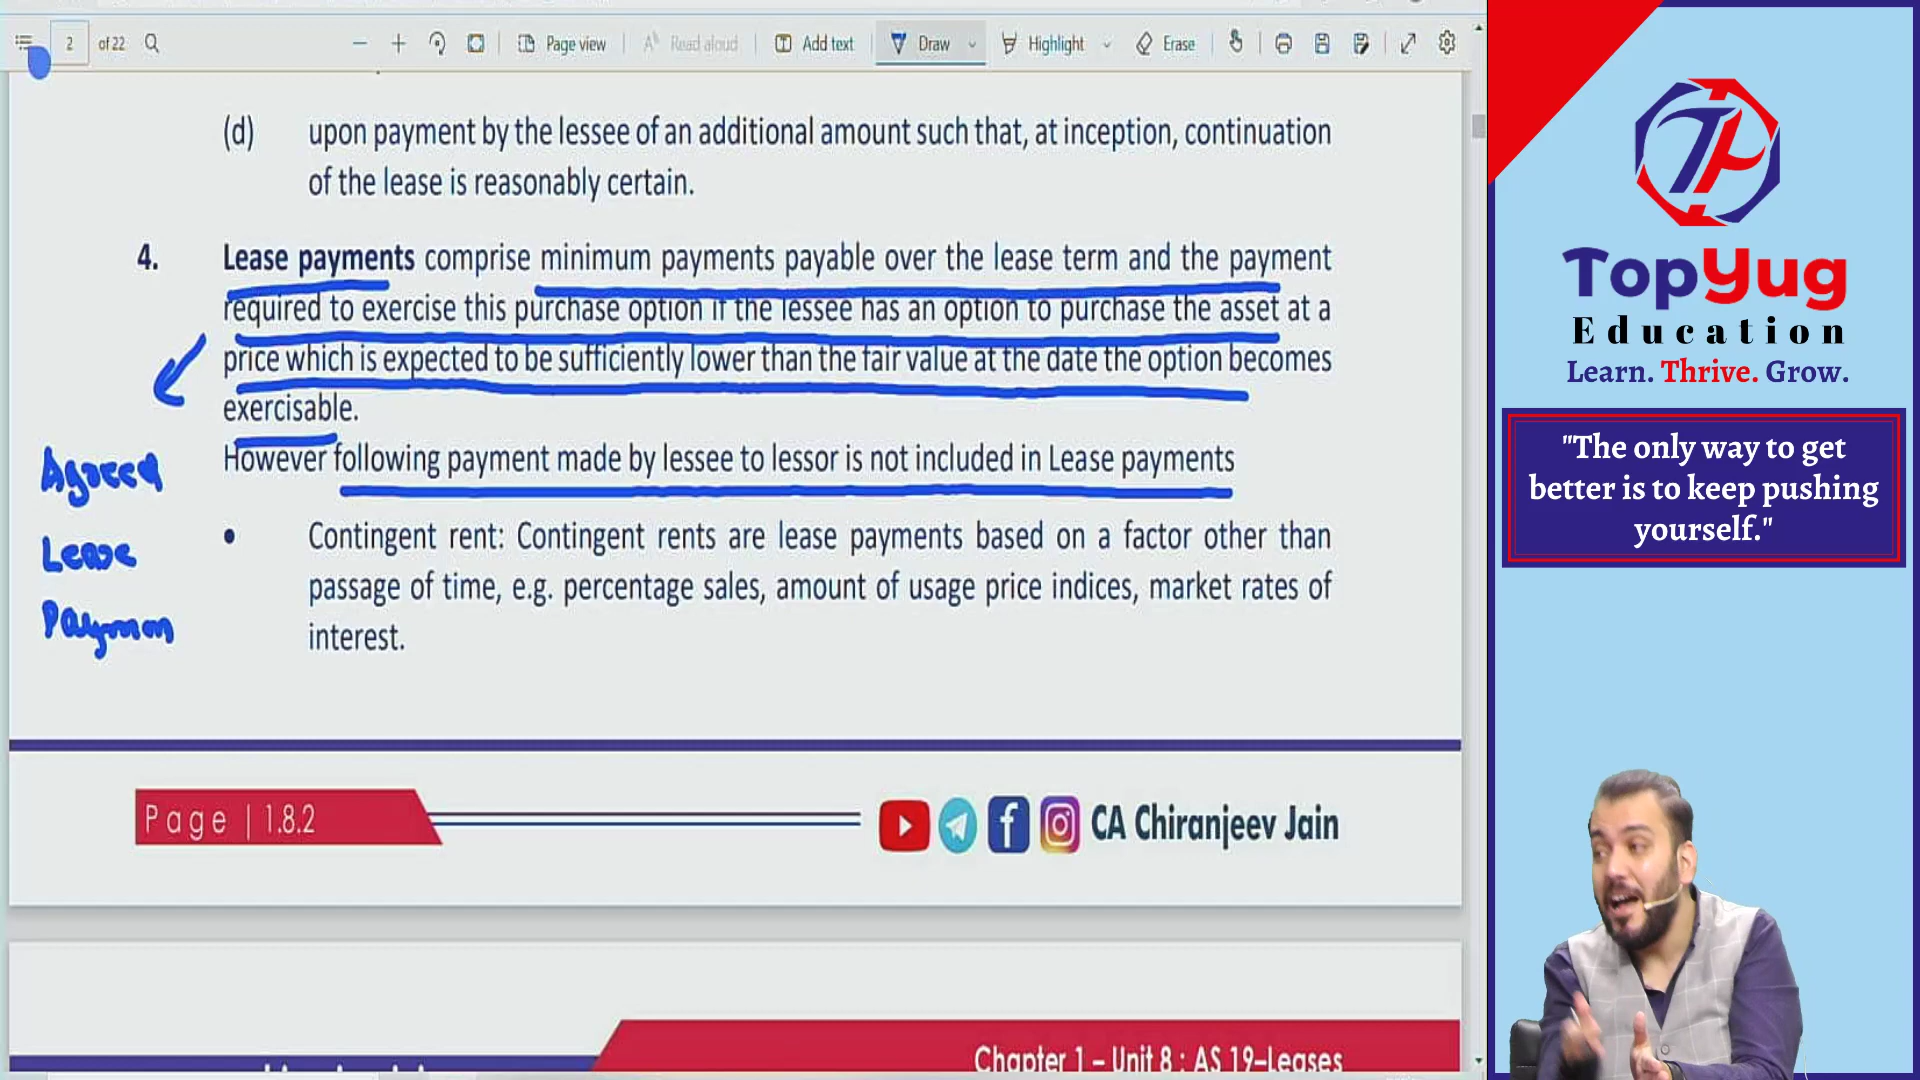 2 of 22
Page view
Read aloud
Add text
Draw
Highlight
Erase
(d) upon payment by the lessee of an additional amount such that, at inception, continuation
of the lease is reasonably certain.
4. Lease payments comprise minimum payments payable over the lease term and the payment
required to exercise this purchase option if the lessee has an option to purchase the asset at a
price which is expected to be sufficiently lower than the fair value at the date the option becomes
exercisable.
However following payment made by lessee to lessor is not included in Lease payments
Agreed
Lease
• Contingent rent: Contingent rents are lease payments based on a factor other than
passage of time, e.g. percentage sales, amount of usage price indices, market rates of
interest.
Page | 1.8.2
CA Chiranjeev Jain
Chapter 1 – Unit 8 : AS 19–Leases
TopYug
Education
Learn. Thrive. Grow.
"The only way to get
better is to keep pushing
yourself."